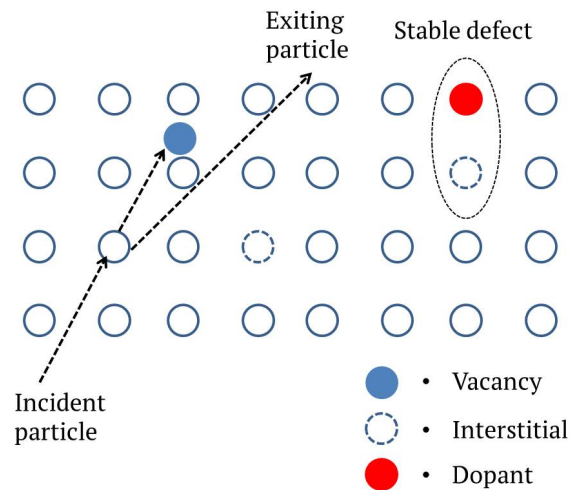 Exiting
particle
Stable defect
Incident
particle
• Vacancy
• Interstitial
• Dopant